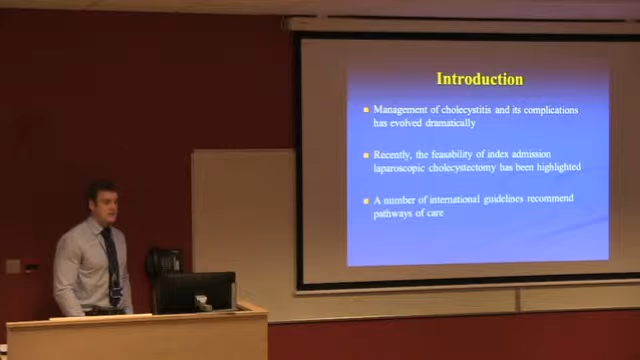 Introduction
Management of cholecystitis and its complications
has evolved dramatically
Recently, the feasability of index admission
laparoscopic cholecystectomy has been highlighted
A number of international guidelines recommend
pathways of care